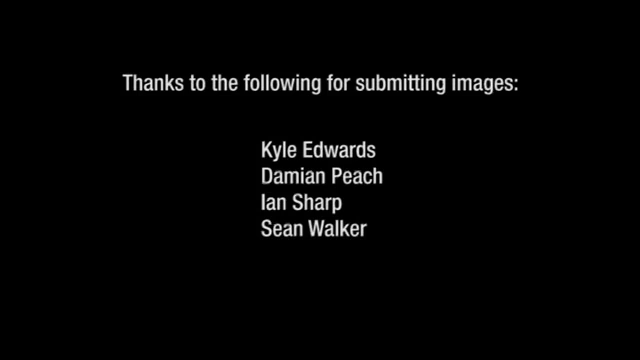 Thanks to the following for submitting images:
Kyle Edwards
Damian Peach
Ian Sharp
Sean Walker